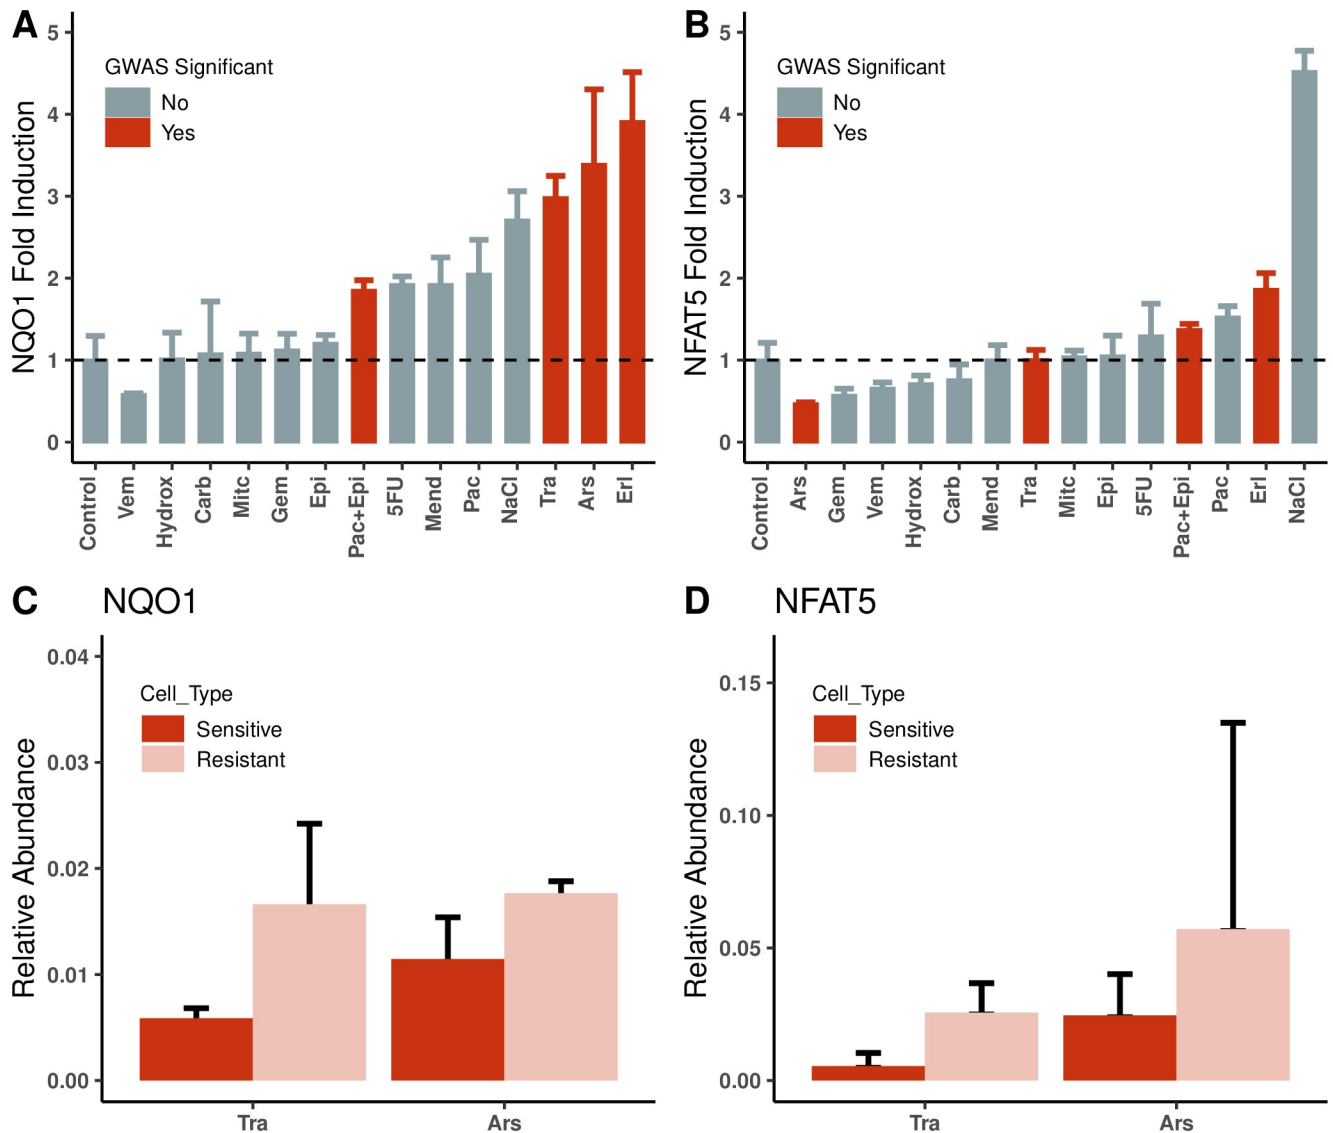 A
NQO1 Fold Induction
5
4
3
2
1
0
GWAS Significant
No
Yes
Control
Vem
Hydrox
Carb
Mitc
Gem
Epi
Pac+Epi
5FU
Mend
Pac
NaCl
Tra
Ars
Erl
B
NFAT5 Fold Induction
5
4
3
2
1
0
GWAS Significant
No
Yes
Control
Ars
Gem
Vem
Hydrox
Carb
Mend
Tra
Mitc
Epi
5FU
Pac+Epi
Pac
Erl
NaCl
C
NQO1
Relative Abundance
0.04
0.03
0.02
0.01
0.00
Cell_Type
Sensitive
Resistant
Tra
Ars
D
NFAT5
Relative Abundance
0.15
0.10
0.05
0.00
Cell_Type
Sensitive
Resistant
Tra
Ars